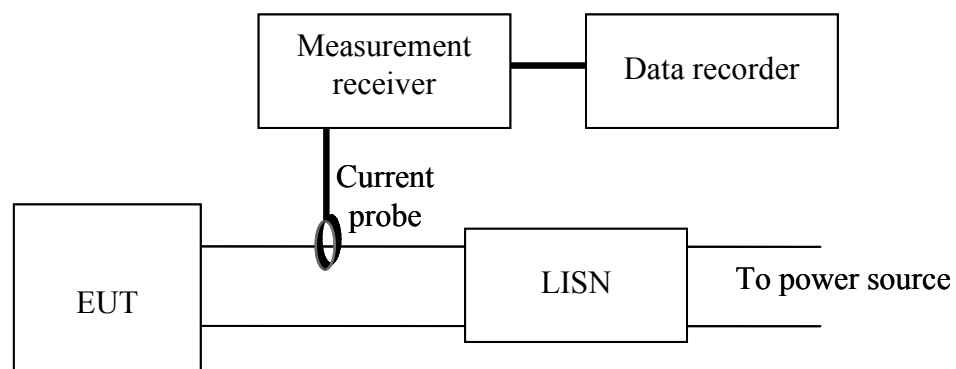 Measurement
receiver
Data recorder
Current
probe
EUT
LISN
To power source